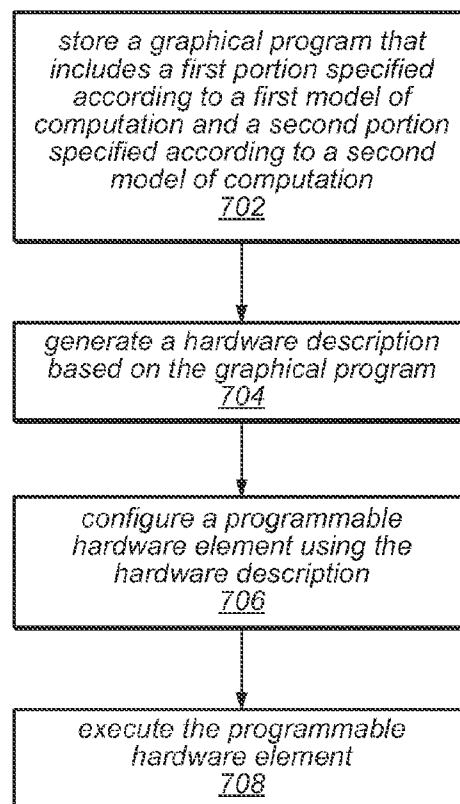 store a graphical program that
includes a first portion specified
according to a first model of
computation and a second portion
specified according to a second
model of computation
702
generate a hardware description
based on the graphical program
704
configure a programmable
hardware element using the
hardware description
706
execute the programmable
hardware element
708